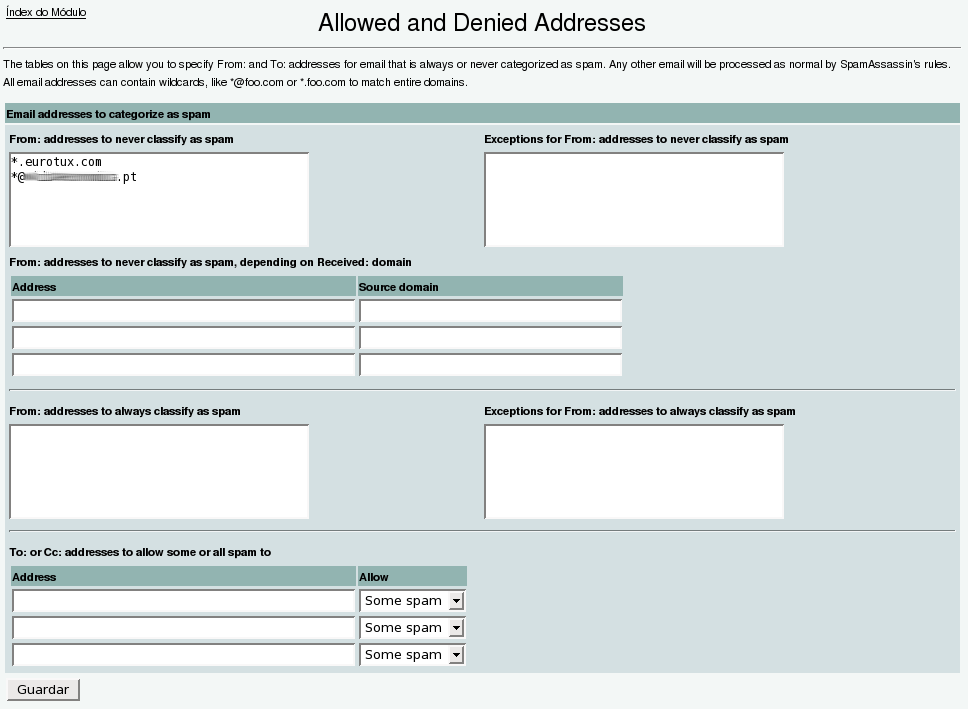 Índice do Módulo
Allowed and Denied Addresses
The tables on this page allow you to specify From: and To: addresses for email that is always or never categorized as spam. Any other email will be processed as normal by SpamAssassin's rules.
All email addresses can contain wildcards, like *@foo.com or *.foo.com to match entire domains.
Email addresses to categorize as spam
From: addresses to never classify as spam
Exceptions for From: addresses to never classify as spam
*.eurotux.com
*@ .pt
From: addresses to never classify as spam, depending on Received: domain
Address Source domain
From: addresses to always classify as spam
Exceptions for From: addresses to always classify as spam
To: or Cc: addresses to allow some or all spam to
Address Allow
Some spam
Some spam
Some spam
Guardar